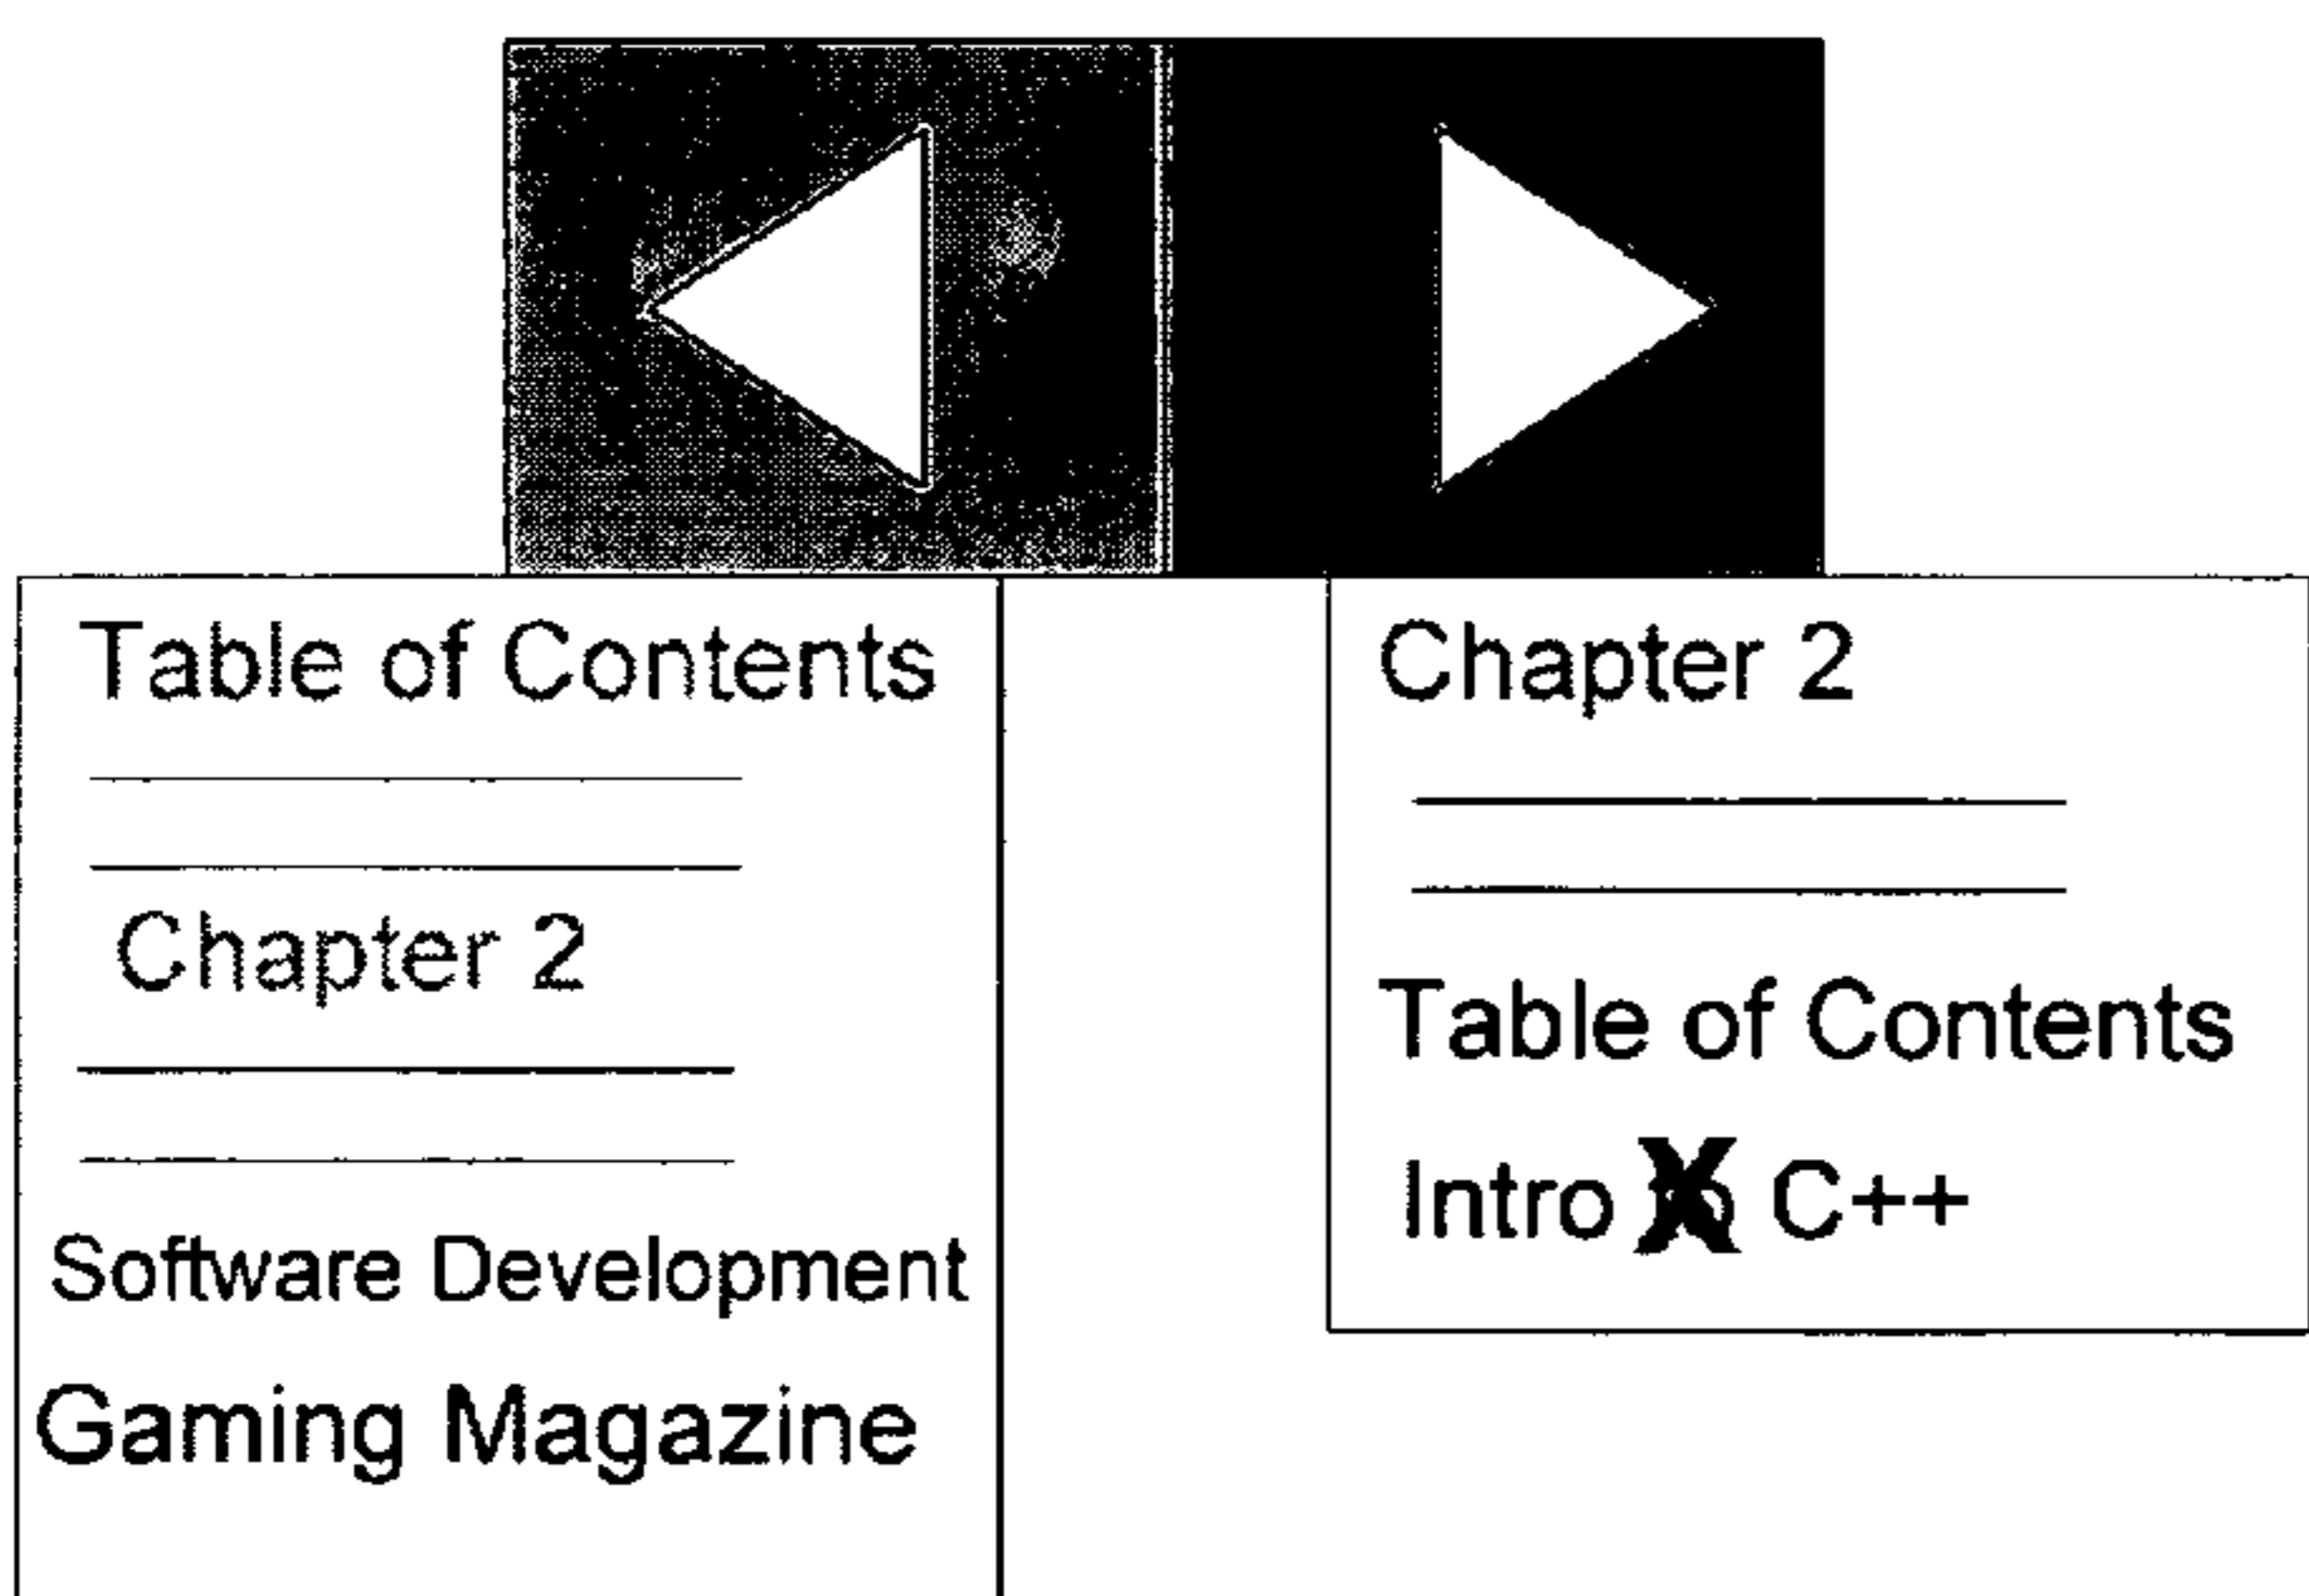 Table of Contents
Chapter 2
Software Development
Gaming Magazine
Chapter 2
Table of Contents
Intro X C++